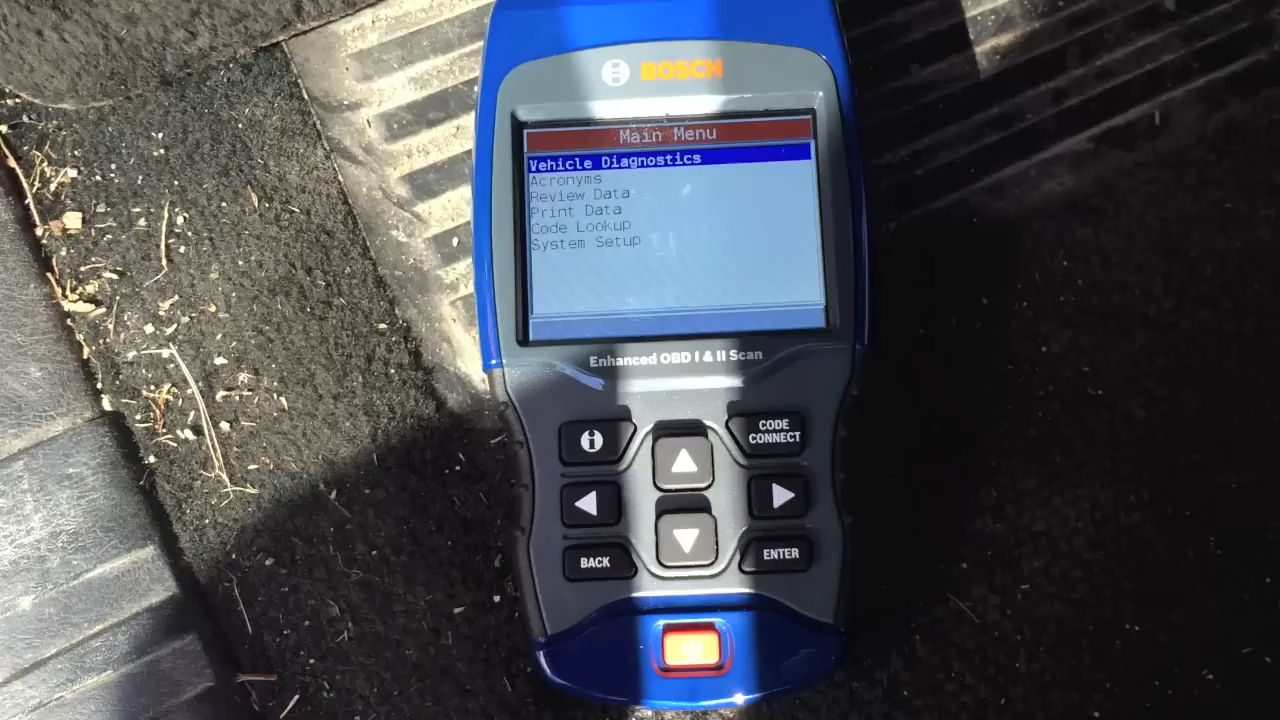 BOSCH
Main Menu
Vehicle Diagnostics
Acronyms
Review Data
Print Data
Code Lookup
System Setup
Enhanced OBD I & II Scan
i
CODE
CONNECT
BACK
ENTER